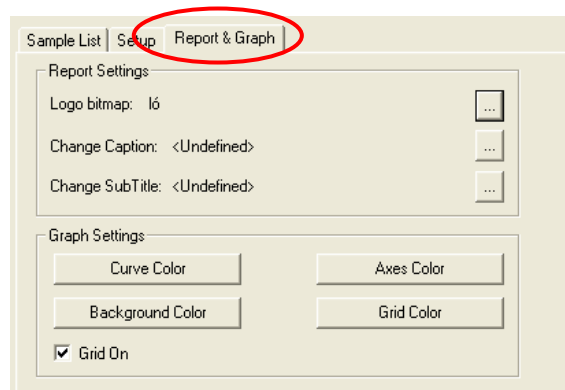 Sample List Setup Report & Graph
Report Settings
Logo bitmap: ló ...
Change Caption: <Undefined> ...
Change SubTitle: <Undefined> ...
Graph Settings
Curve Color Axes Color
Background Color Grid Color
Grid On